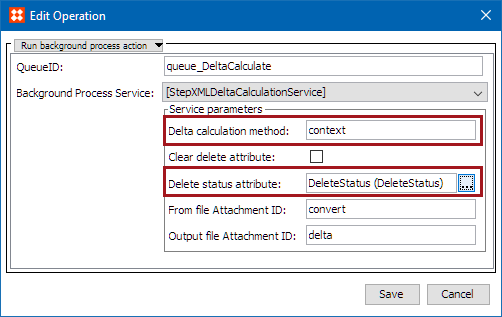 Edit Operation
Run background process action
QueueID: queue_DeltaCalculate
Background Process Service: [StepXMLDeltaCalculationService]
Service parameters
Delta calculation method: context
Clear delete attribute:
Delete status attribute: DeleteStatus (DeleteStatus) ...
From file Attachment ID: convert
Output file Attachment ID: delta
Save Cancel